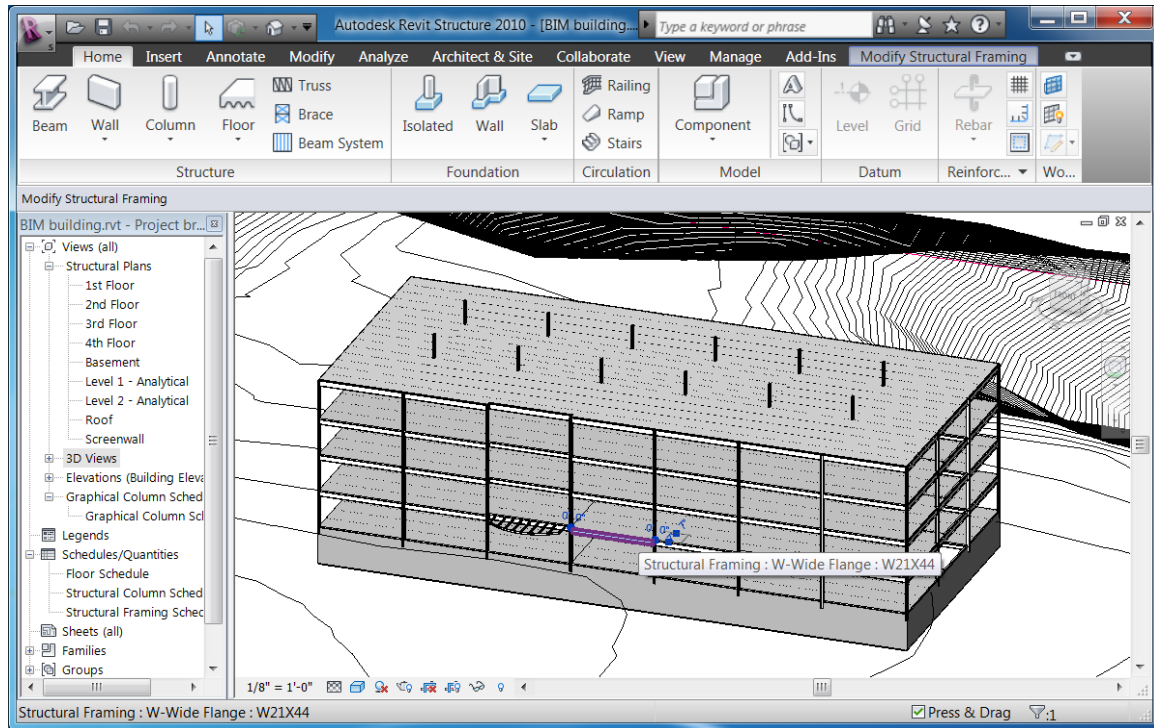 Autodesk Revit Structure 2010 - [BIM building....
Type a keyword or phrase
Home Insert Annotate Modify Analyze Architect & Site Collaborate View Manage Add-Ins Modify Structural Framing
Beam Wall Column Floor
Truss
Brace
Beam System
Isolated Wall Slab
Railing
Ramp
Stairs
Component
Level Grid
Rebar
Structure Foundation Circulation Model Datum Reinforc... Wo...
Modify Structural Framing
BIM building.rvt - Project br...
Views (all)
Structural Plans
1st Floor
2nd Floor
3rd Floor
4th Floor
Basement
Level 1 - Analytical
Level 2 - Analytical
Roof
Screenwall
3D Views
Elevations (Building Eleva
Graphical Column Sched
Graphical Column Scl
Legends
Schedules/Quantities
Floor Schedule
Structural Column Sched
Structural Framing Schec
Sheets (all)
Families
Groups
FRONT
Structural Framing : W-Wide Flange : W21X44
1/8" = 1'-0"
Structural Framing : W-Wide Flange : W21X44
Press & Drag
:1